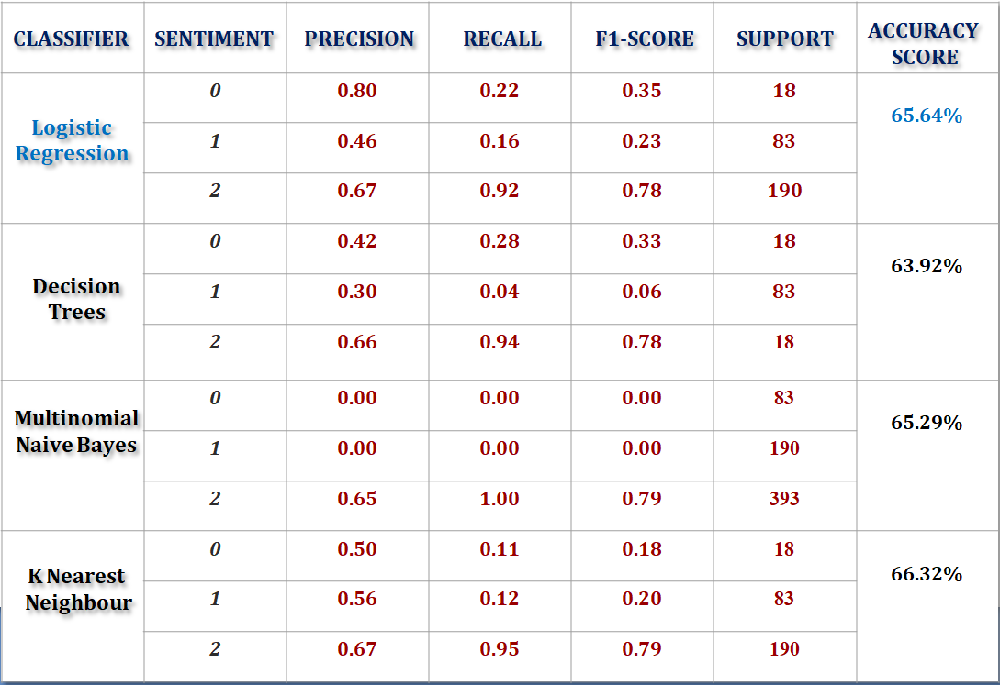 CLASSIFIER SENTIMENT PRECISION RECALL F1-SCORE SUPPORT ACCURACY SCORE
Logistic Regression
0 0.80 0.22 0.35 18 65.64%
1 0.46 0.16 0.23 83
2 0.67 0.92 0.78 190
Decision Trees
0 0.42 0.28 0.33 18 63.92%
1 0.30 0.04 0.06 83
2 0.66 0.94 0.78 18
Multinomial Naive Bayes
0 0.00 0.00 0.00 83 65.29%
1 0.00 0.00 0.00 190
2 0.65 1.00 0.79 393
K Nearest Neighbour
0 0.50 0.11 0.18 18 66.32%
1 0.56 0.12 0.20 83
2 0.67 0.95 0.79 190